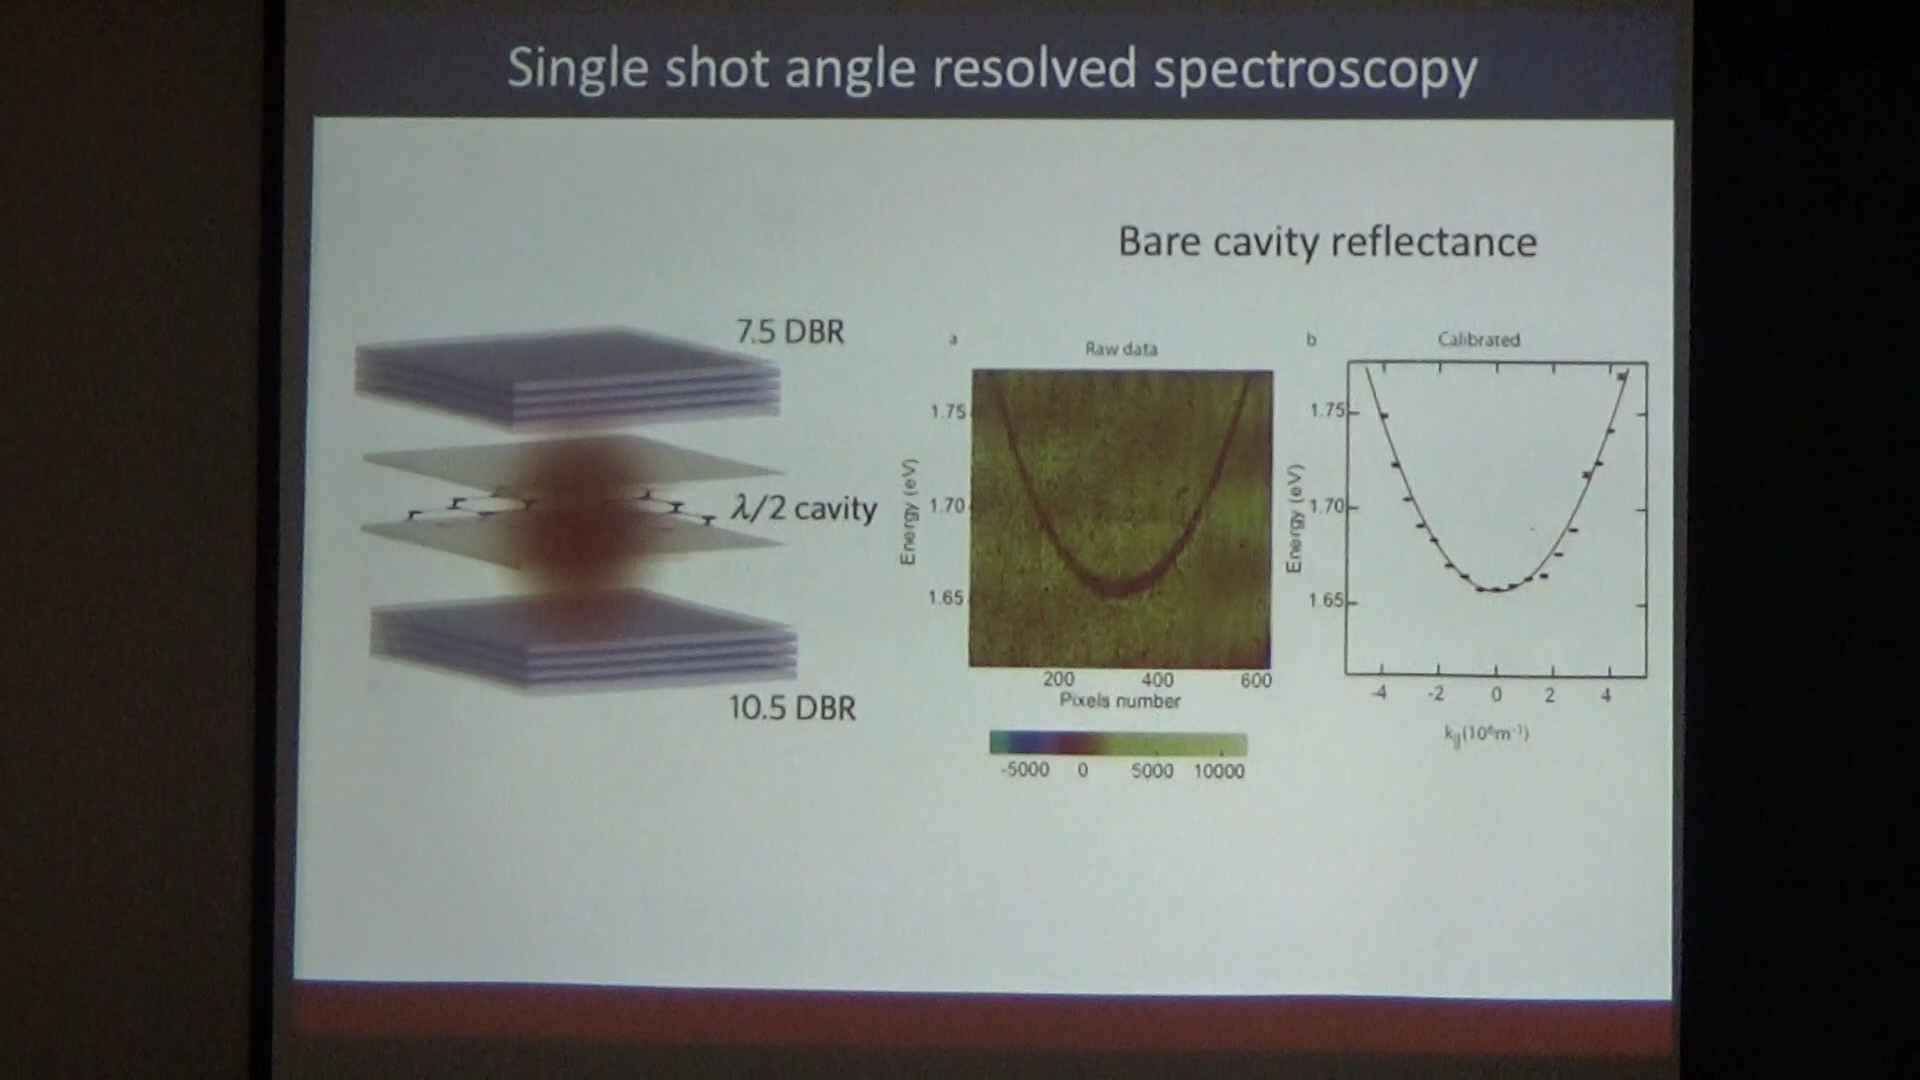 Single shot angle resolved spectroscopy
Bare cavity reflectance
7.5 DBR
λ/2 cavity
10.5 DBR
a
Raw data
1.75
1.70
1.65
Energy (eV)
200 400 600
Pixels number
-5000 0 5000 10000
b
Calibrated
1.75
1.70
1.65
Energy (eV)
-4 -2 0 2 4
k||(10⁶m⁻¹)